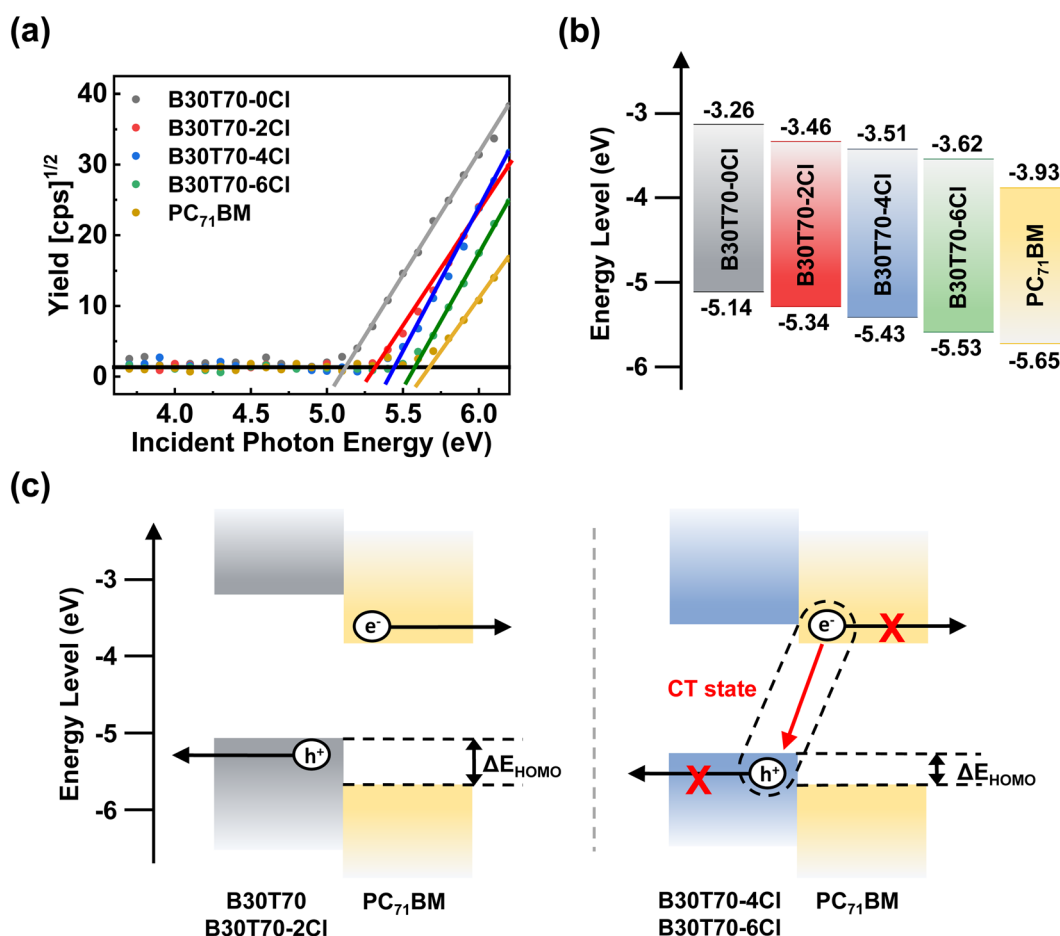 (a)
Yield [cps]1/2
40
30
20
10
0
B30T70-0Cl
B30T70-2Cl
B30T70-4Cl
B30T70-6Cl
PC71BM
4.0 4.5 5.0 5.5 6.0
Incident Photon Energy (eV)
(b)
Energy Level (eV)
-3
-4
-5
-6
-3.26
B30T70-0Cl
-5.14
-3.46
B30T70-2Cl
-5.34
-3.51
B30T70-4Cl
-5.43
-3.62
B30T70-6Cl
-5.53
-3.93
PC71BM
-5.65
(c)
Energy Level (eV)
-3
-4
-5
-6
e-
h+
ΔEHOMO
B30T70
B30T70-2Cl
PC71BM
e-
X
CT state
h+
X
ΔEHOMO
B30T70-4Cl
B30T70-6Cl
PC71BM